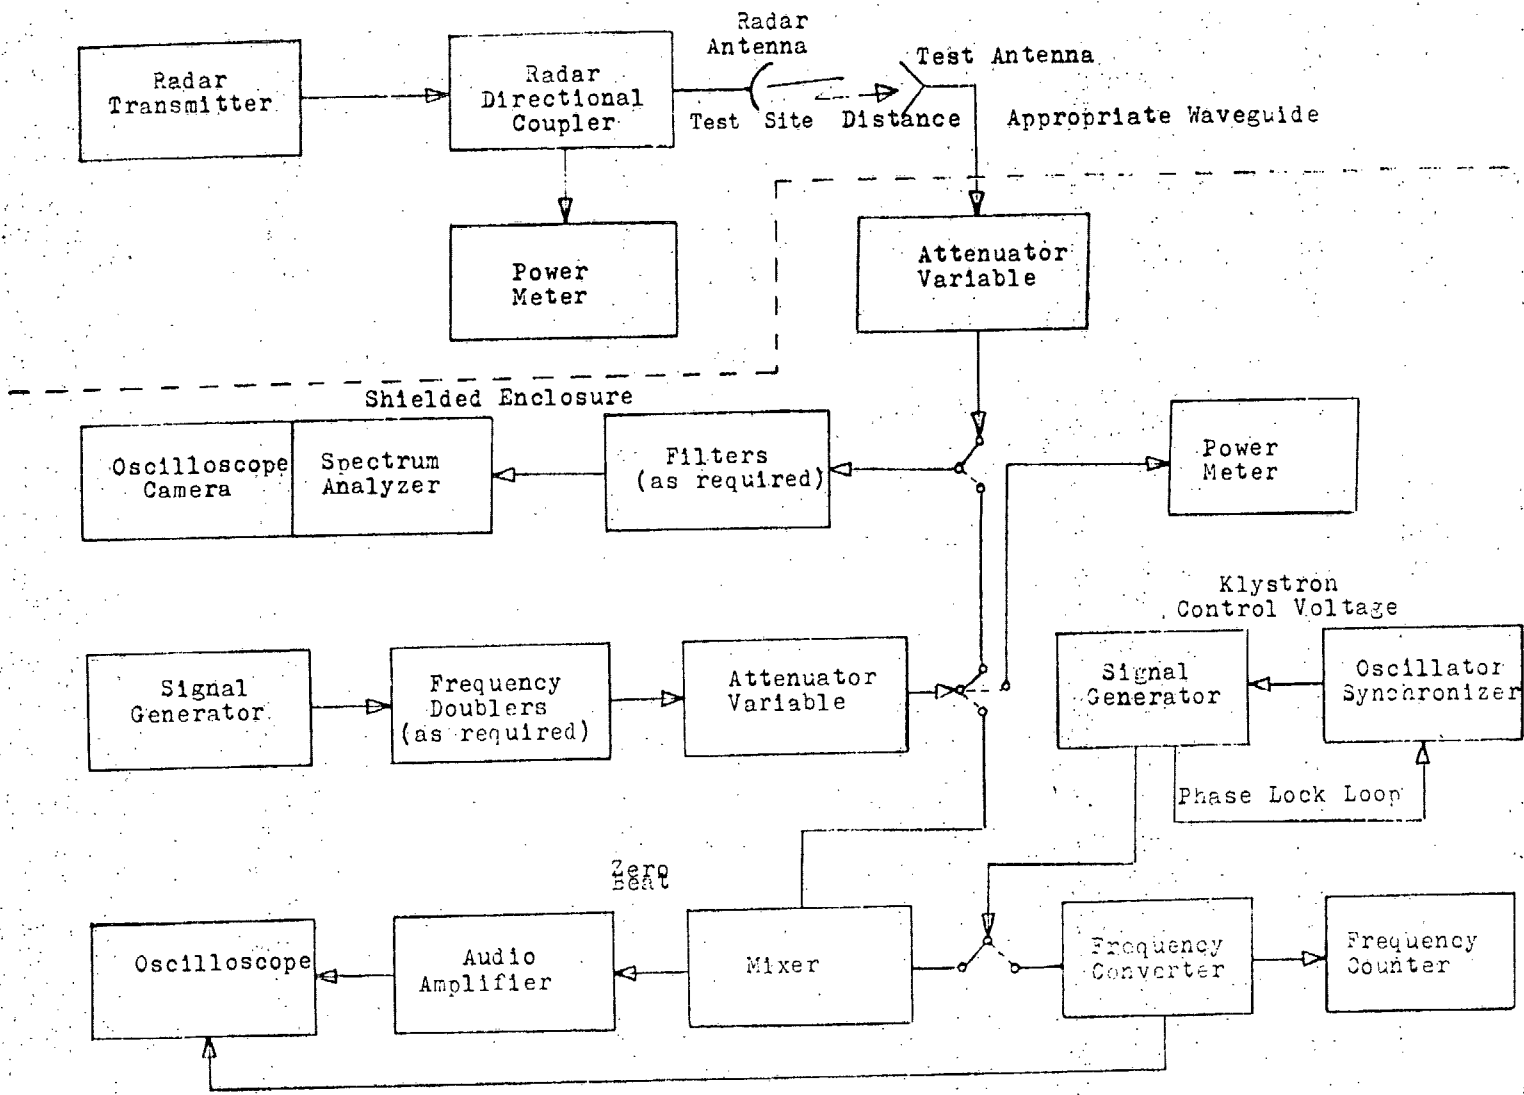 Radar
Transmitter
Radar
Directional
Coupler
Radar
Antenna
Test Antenna
Test Site Distance
Appropriate Waveguide
Power
Meter
Attenuator
Variable
Shielded Enclosure
Oscilloscope
Camera
Spectrum
Analyzer
Filters
(as required)
Power
Meter
Klystron
Control Voltage
Signal
Generator
Frequency
Doublers
(as required)
Attenuator
Variable
Signal
Generator
Oscillator
Synchronizer
Phase Lock Loop
Zero
Beat
Oscilloscope
Audio
Amplifier
Mixer
Frequency
Converter
Frequency
Counter